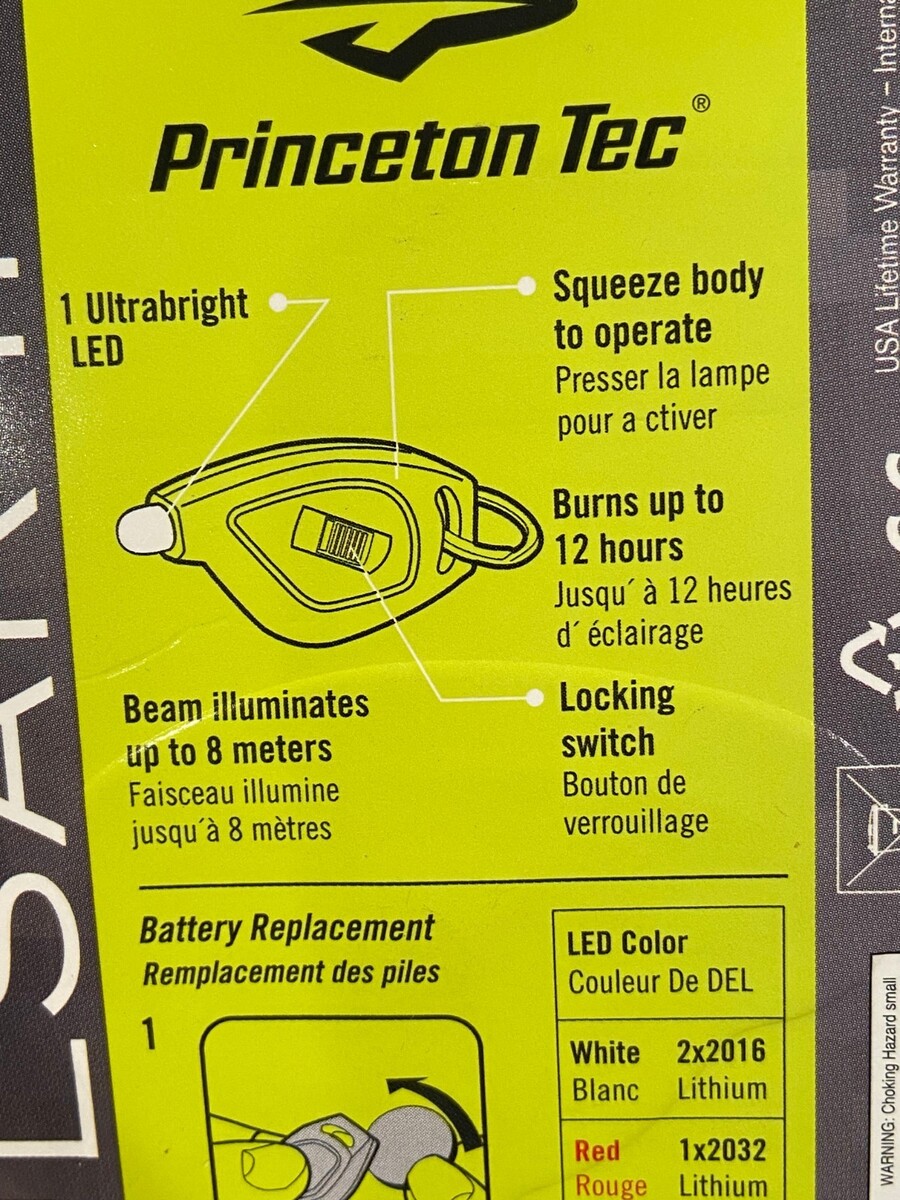 Princeton Tec®
1 Ultrabright
LED
Squeeze body
to operate
Presser la lampe
pour a ctiver
Burns up to
12 hours
Jusqu´ à 12 heures
d´ éclairage
Locking
switch
Bouton de
verrouillage
Beam illuminates
up to 8 meters
Faisceau illumine
jusqu´à 8 mètres
Battery Replacement
Remplacement des piles
1
LED Color
Couleur De DEL
White 2x2016
Blanc Lithium
Red 1x2032
Rouge Lithium
USA Lifetime Warranty –
WARNING: Choking Hazard small